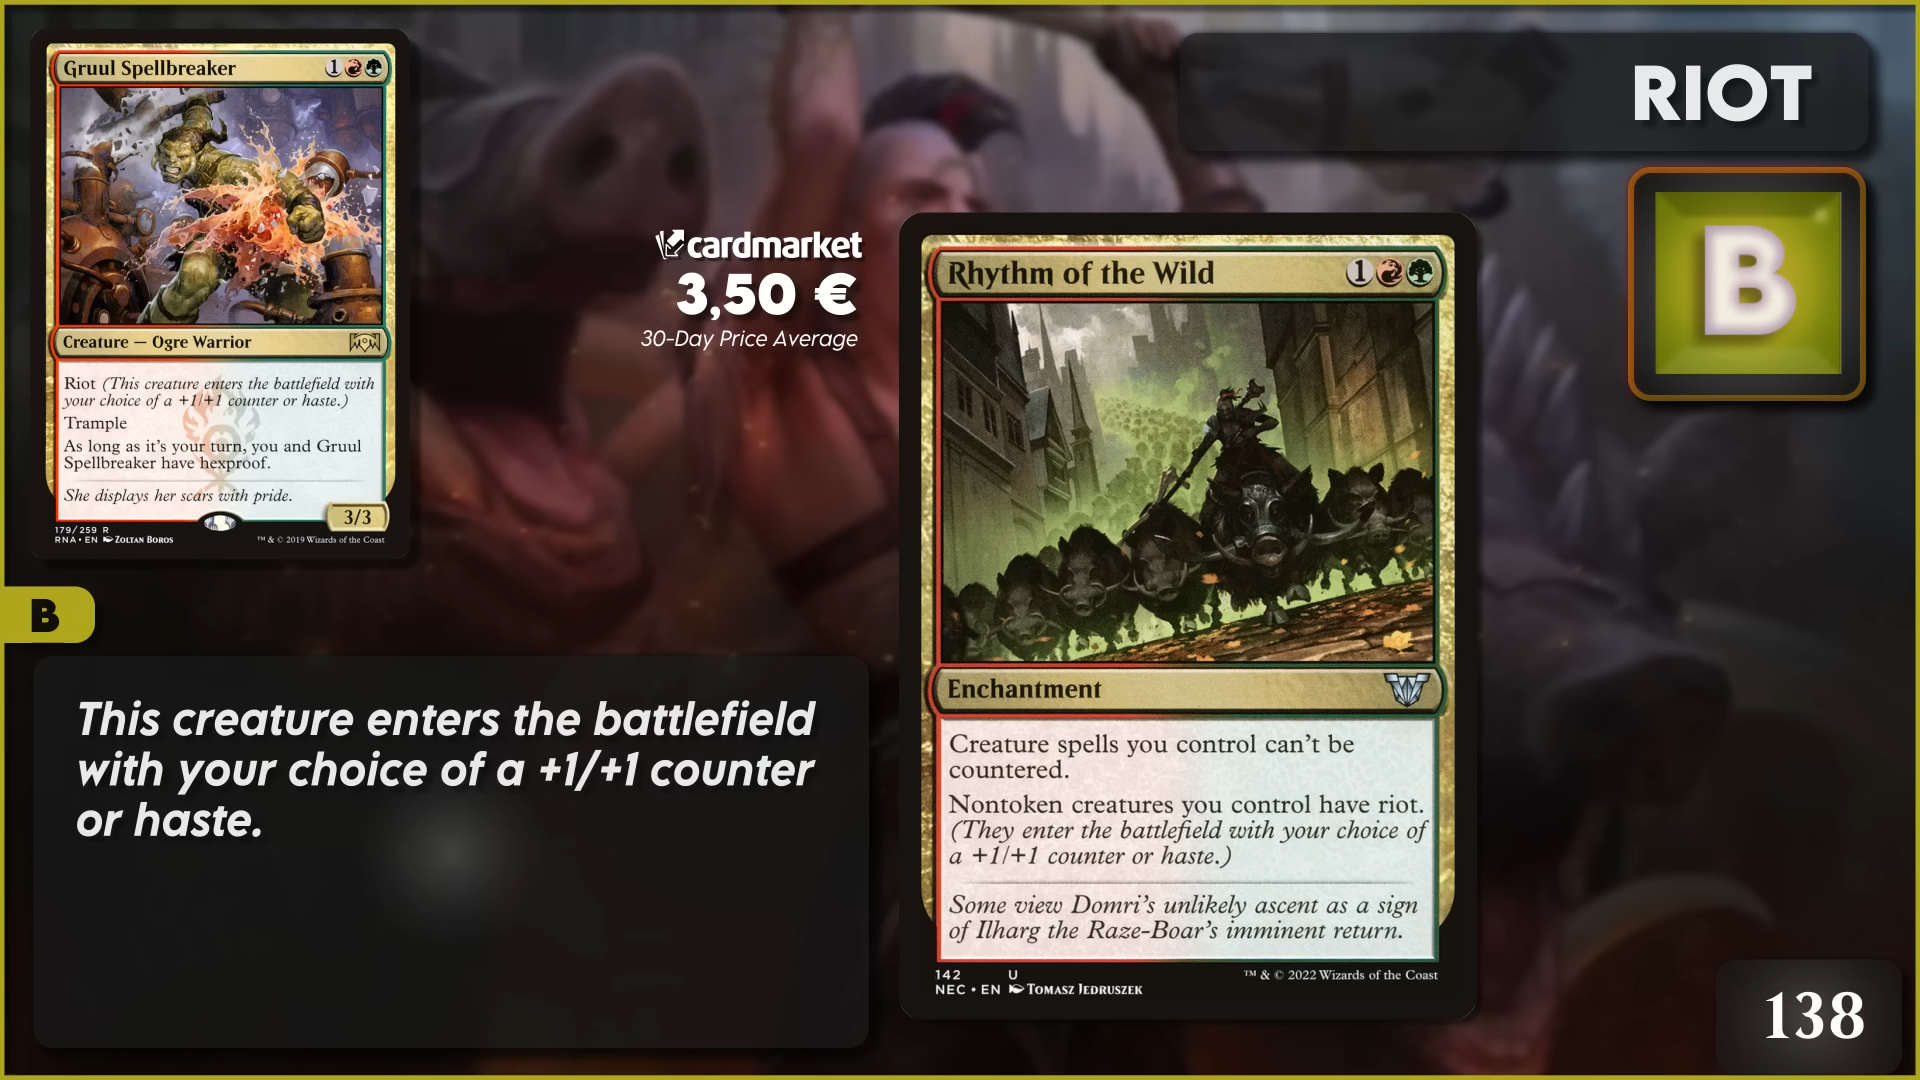 Gruul Spellbreaker 1
Creature — Ogre Warrior
Riot (This creature enters the battlefield with
your choice of a +1/+1 counter or haste.)
Trample
As long as it's your turn, you and Gruul
Spellbreaker have hexproof.
She displays her scars with pride.
3/3
179/259 R
RNA • EN ZOLTAN BOROS
™ & © 2019 Wizards of the Coast
B
This creature enters the battlefield
with your choice of a +1/+1 counter
or haste.
cardmarket
3,50 €
30-Day Price Average
Rhythm of the Wild 1
Enchantment
Creature spells you control can't be
countered.
Nontoken creatures you control have riot.
(They enter the battlefield with your choice of
a +1/+1 counter or haste.)
Some view Domri's unlikely ascent as a sign
of Ilharg the Raze-Boar's imminent return.
142 U
NEC • EN TOMASZ JEDRUSZEK
™ & © 2022 Wizards of the Coast
RIOT
B
138